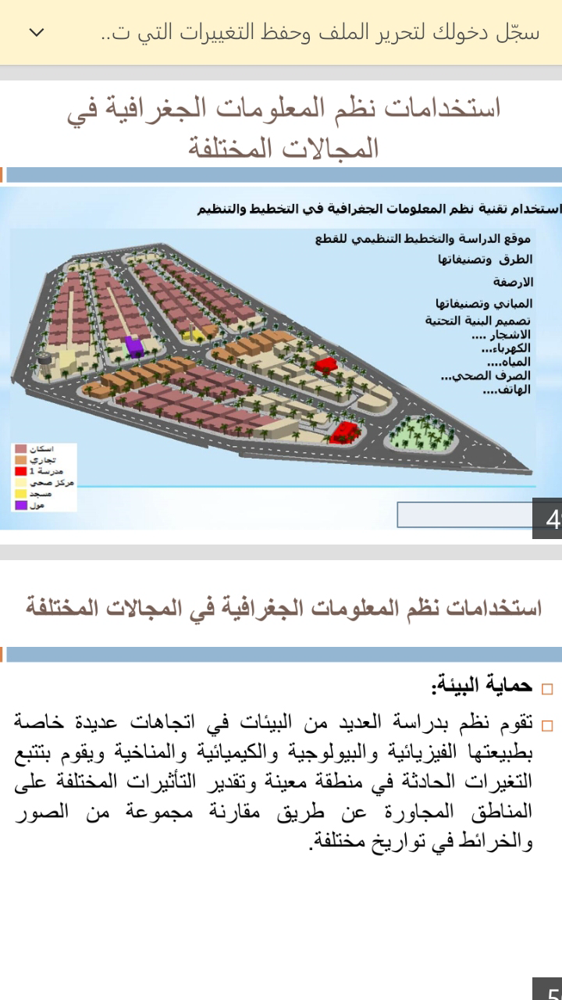 سجّل دخولك لتحرير الملف وحفظ التغييرات التي ت..
استخدامات نظم المعلومات الجغرافية في
المجالات المختلفة
استخدام تقنية نظم المعلومات الجغرافية في التخطيط والتنظيم
موقع الدراسة والتخطيط التنظيمي للقطع
الطرق وتصنيفاتها
الارصفة
المباني وتصنيفاتها
تصميم البنية التحتية
الاشجار ....
الكهرباء...
المياه....
الصرف الصحي...
الهاتف....
اسكان
تجاري
مدرسة 1
مركز صحي
مسجد
مول
استخدامات نظم المعلومات الجغرافية في المجالات المختلفة
حماية البيئة:
تقوم نظم بدراسة العديد من البيئات في اتجاهات عديدة خاصة
بطبيعتها الفيزيائية والبيولوجية والكيميائية والمناخية ويقوم بتتبع
التغيرات الحادثة في منطقة معينة وتقدير التأثيرات المختلفة على
المناطق المجاورة عن طريق مقارنة مجموعة من الصور
والخرائط في تواريخ مختلفة.